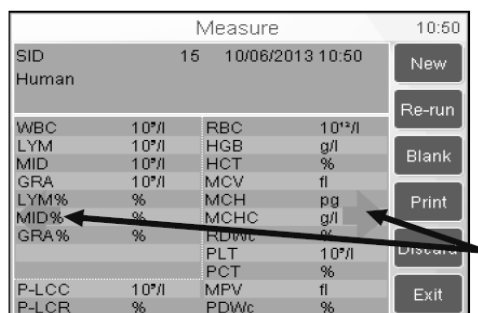 Measure 10:50
SID 15 10/06/2013 10:50
Human
New
Re-run
Blank
Print
Discard
Exit
WBC 10⁹/l RBC 10¹²/l
LYM 10⁹/l HGB g/l
MID 10⁹/l HCT %
GRA 10⁹/l MCV fl
LYM% % MCH pg
MID% % MCHC g/l
GRA% % RDWc %
PLT 10⁹/l
PCT %
P-LCC 10⁹/l MPV fl
P-LCR % PDWc %